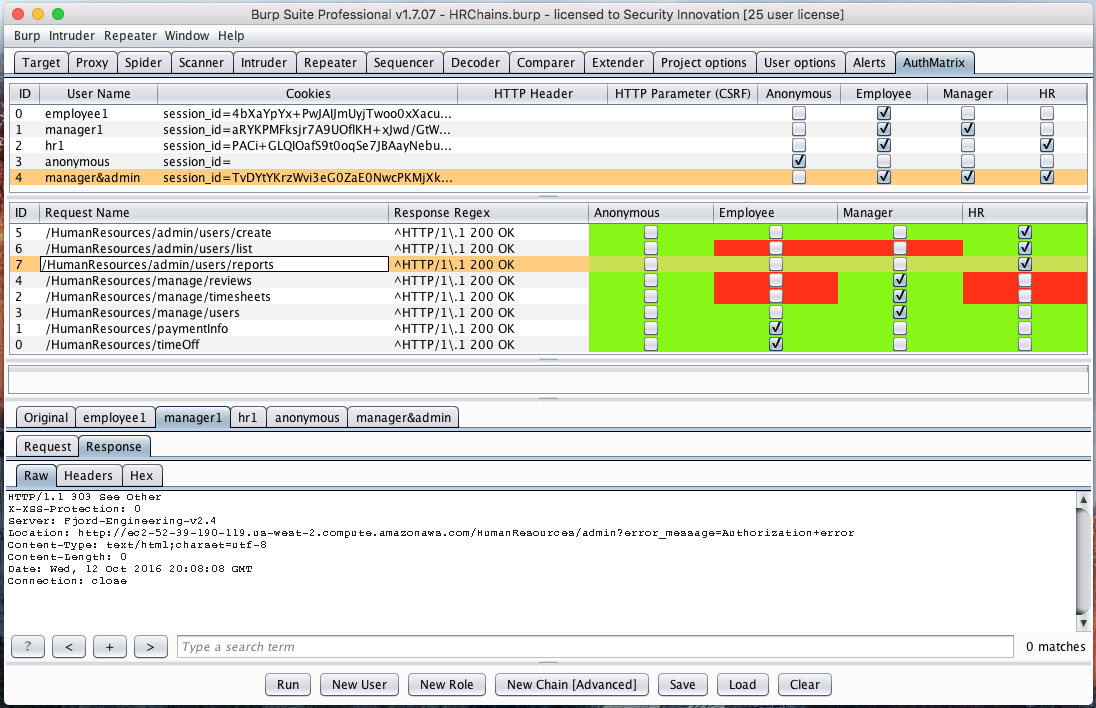 Burp Suite Professional v1.7.07 - HRChains.burp - licensed to Security Innovation [25 user license]
Burp Intruder Repeater Window Help
Target Proxy Spider Scanner Intruder Repeater Sequencer Decoder Comparer Extender Project options User options Alerts AuthMatrix
ID User Name Cookies HTTP Header HTTP Parameter (CSRF) Anonymous Employee Manager HR
0 employee1 session_id=4bXaYpYx+PwJAIJmUyjTwoo0xXacu...
1 manager1 session_id=aRYKPMFksjr7A9UOflKH+xJwd/GtW...
2 hr1 session_id=PACi+GLQIOafS9t0oqSe7JBAayNebu...
3 anonymous session_id=
4 manager&admin session_id=TvDYtYKrzWvi3eG0ZaE0NwcPKMjXk...
ID Request Name Response Regex Anonymous Employee Manager HR
5 /HumanResources/admin/users/create ^HTTP/1\.1 200 OK
6 /HumanResources/admin/users/list ^HTTP/1\.1 200 OK
7 /HumanResources/admin/users/reports ^HTTP/1\.1 200 OK
4 /HumanResources/manage/reviews ^HTTP/1\.1 200 OK
2 /HumanResources/manage/timesheets ^HTTP/1\.1 200 OK
3 /HumanResources/manage/users ^HTTP/1\.1 200 OK
1 /HumanResources/paymentInfo ^HTTP/1\.1 200 OK
0 /HumanResources/timeOff ^HTTP/1\.1 200 OK
Original employee1 manager1 hr1 anonymous manager&admin
Request Response
Raw Headers Hex
HTTP/1.1 303 See Other
X-XSS-Protection: 0
Server: Fjord-Engineering-v2.4
Location: http://ec2-52-39-190-119.us-west-2.compute.amazonaws.com/HumanResources/admin?error_message=Authorization+error
Content-Type: text/html;charset=utf-8
Content-Length: 0
Date: Wed, 12 Oct 2016 20:08:08 GMT
Connection: close
? < + > Type a search term 0 matches
Run New User New Role New Chain [Advanced] Save Load Clear